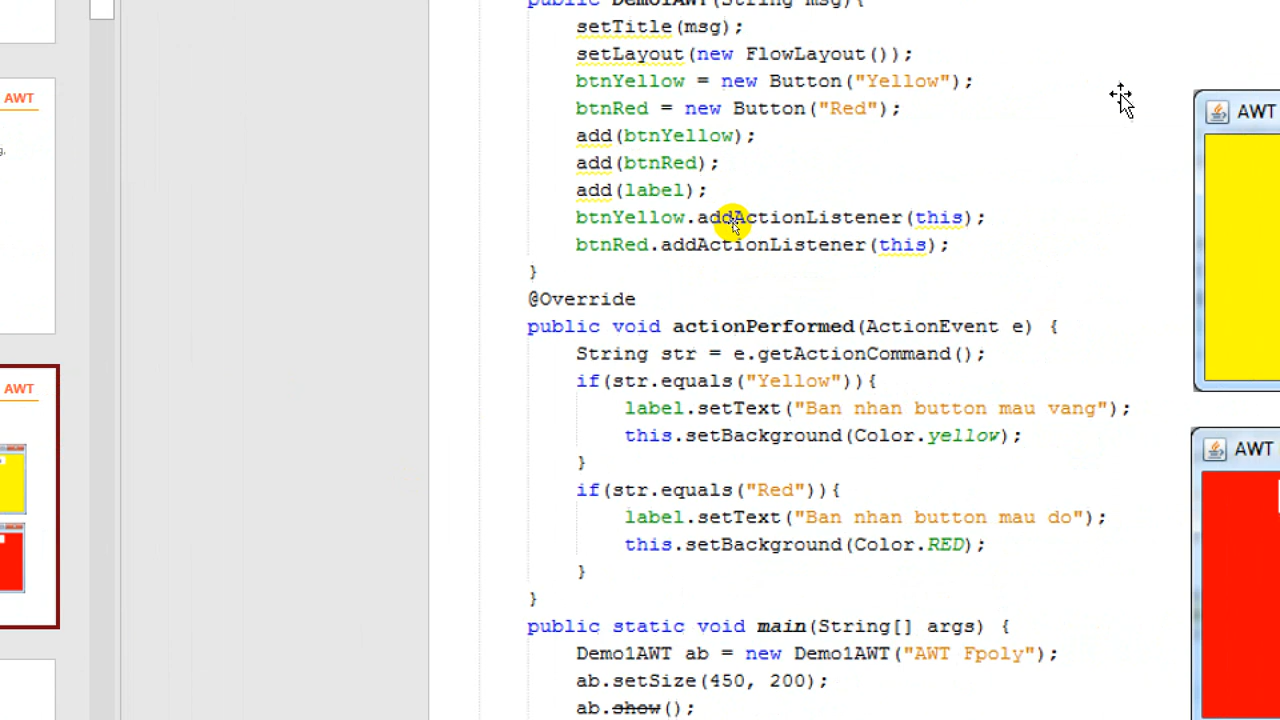 public Demo1AWT(String msg){
setTitle(msg);
setLayout(new FlowLayout());
btnYellow = new Button("Yellow");
btnRed = new Button("Red");
add(btnYellow);
add(btnRed);
add(label);
btnYellow.addActionListener(this);
btnRed.addActionListener(this);
}
@Override
public void actionPerformed(ActionEvent e) {
String str = e.getActionCommand();
if(str.equals("Yellow")){
label.setText("Ban nhan button mau vang");
this.setBackground(Color.yellow);
}
if(str.equals("Red")){
label.setText("Ban nhan button mau do");
this.setBackground(Color.RED);
}
}
public static void main(String[] args) {
Demo1AWT ab = new Demo1AWT("AWT Fpoly");
ab.setSize(450, 200);
ab.show();
AWT
AWT
AWT
AWT